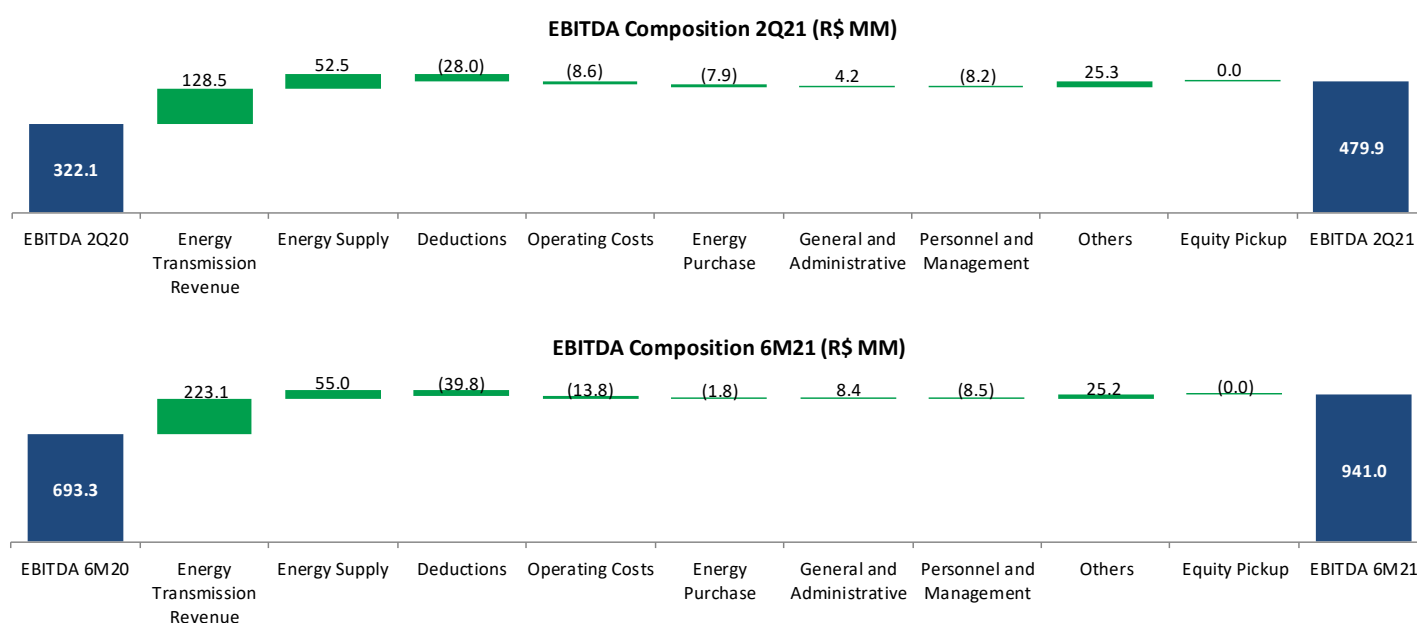 EBITDA Composition 2Q21 (R$ MM)
128.5
52.5
(28.0)
(8.6)
(7.9)
4.2
(8.2)
25.3
0.0
322.1
479.9
EBITDA 2Q20
Energy
Transmission
Revenue
Energy Supply
Deductions
Operating Costs
Energy
Purchase
General and
Administrative
Personnel and
Management
Others
Equity Pickup
EBITDA 2Q21
EBITDA Composition 6M21 (R$ MM)
223.1
55.0
(39.8)
(13.8)
(1.8)
8.4
(8.5)
25.2
(0.0)
693.3
941.0
EBITDA 6M20
Energy
Transmission
Revenue
Energy Supply
Deductions
Operating Costs
Energy
Purchase
General and
Administrative
Personnel and
Management
Others
Equity Pickup
EBITDA 6M21